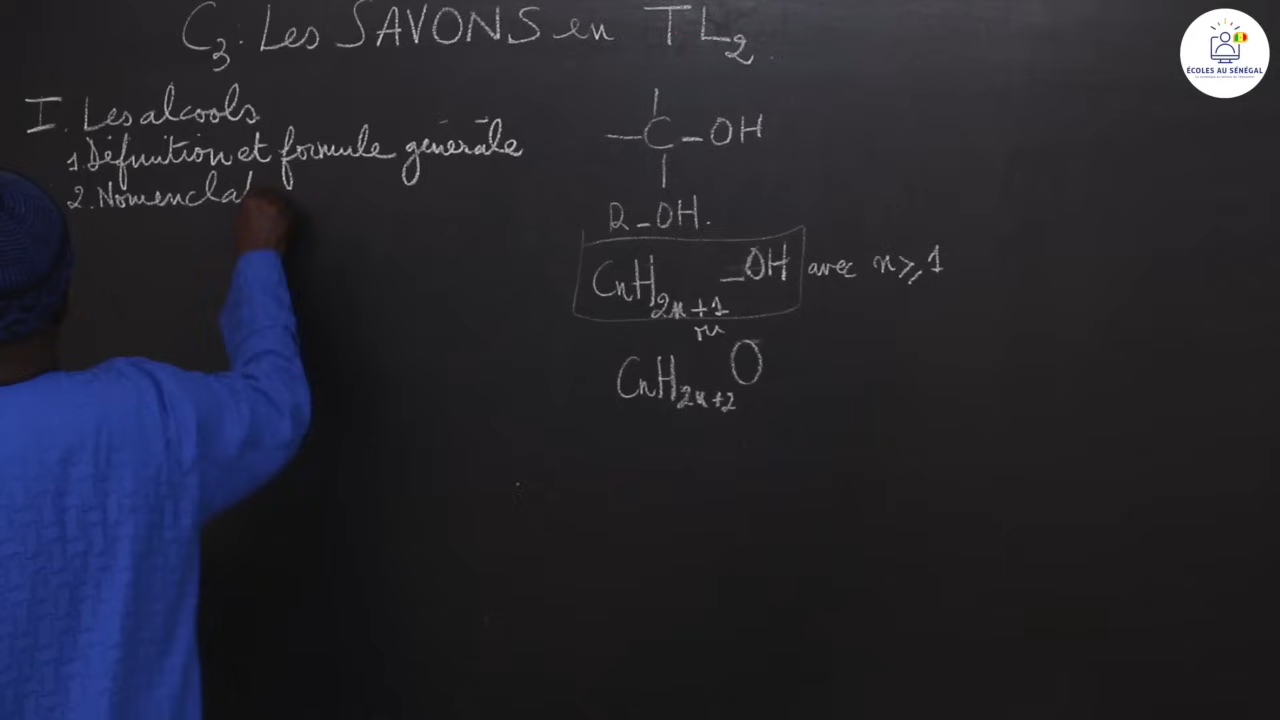 C3. Les SAVONS en TL2
I. Les alcools
1. Définition et formule générale
2. Nomencla
—C—OH
R—OH.
CnH2n+1—OH avec n≥1
ou
CnH2n+2O
ÉCOLES AU SÉNÉGAL